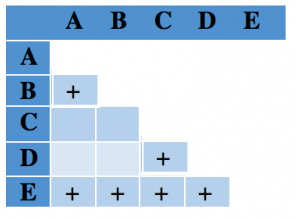 A B C D E
A
B +
C
D +
E + + + +